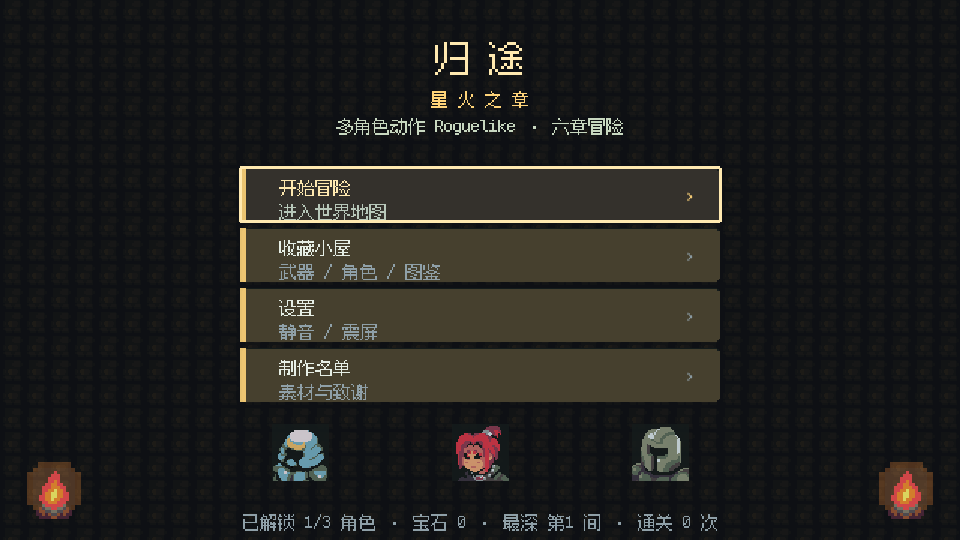 归途
星火之章
多角色动作 Roguelike · 六章冒险
开始冒险
进入世界地图
收藏小屋
武器 / 角色 / 图鉴
设置
静音 / 震屏
制作名单
素材与致谢
已解锁 1/3 角色 · 宝石 0 · 最深 第1 间 · 通关 0 次